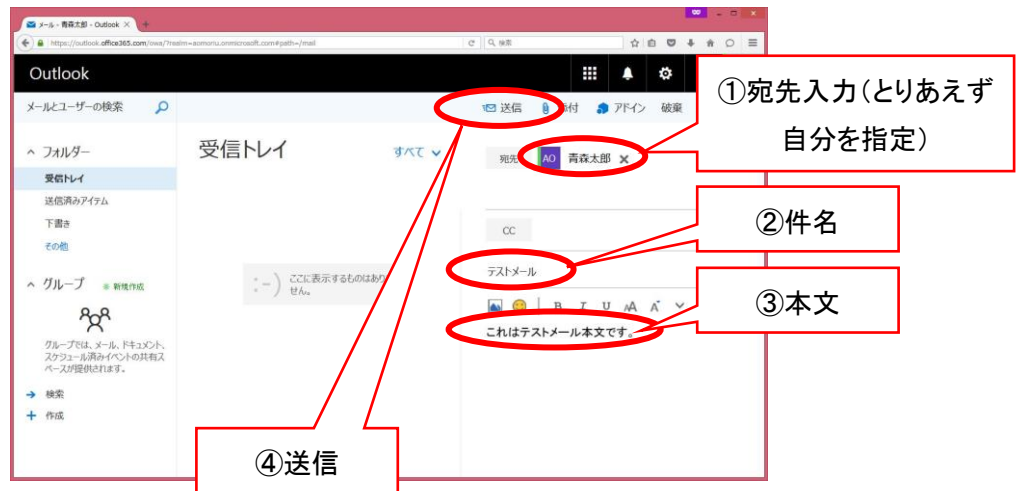 メール - 青森太郎 - Outlook
https://outlook.office365.com/owa/?realm=aomoriu.onmicrosoft.com&path=/mail
検索
Outlook
メールとユーザーの検索
送信
付
アドイン
破棄
①宛先入力(とりあえず
自分を指定)
フォルダー
受信トレイ
送信済みアイテム
下書き
その他
グループ
新規作成
グループでは、メール、ドキュメント、
スケジュール済みイベントの共有ス
ペースが提供されます。
検索
作成
受信トレイ
すべて
:-)
ここに表示するものはあり
せん。
宛先
AO
青森太郎
CC
テストメール
B I U AA A
これはテストメール本文です。
②件名
③本文
④送信